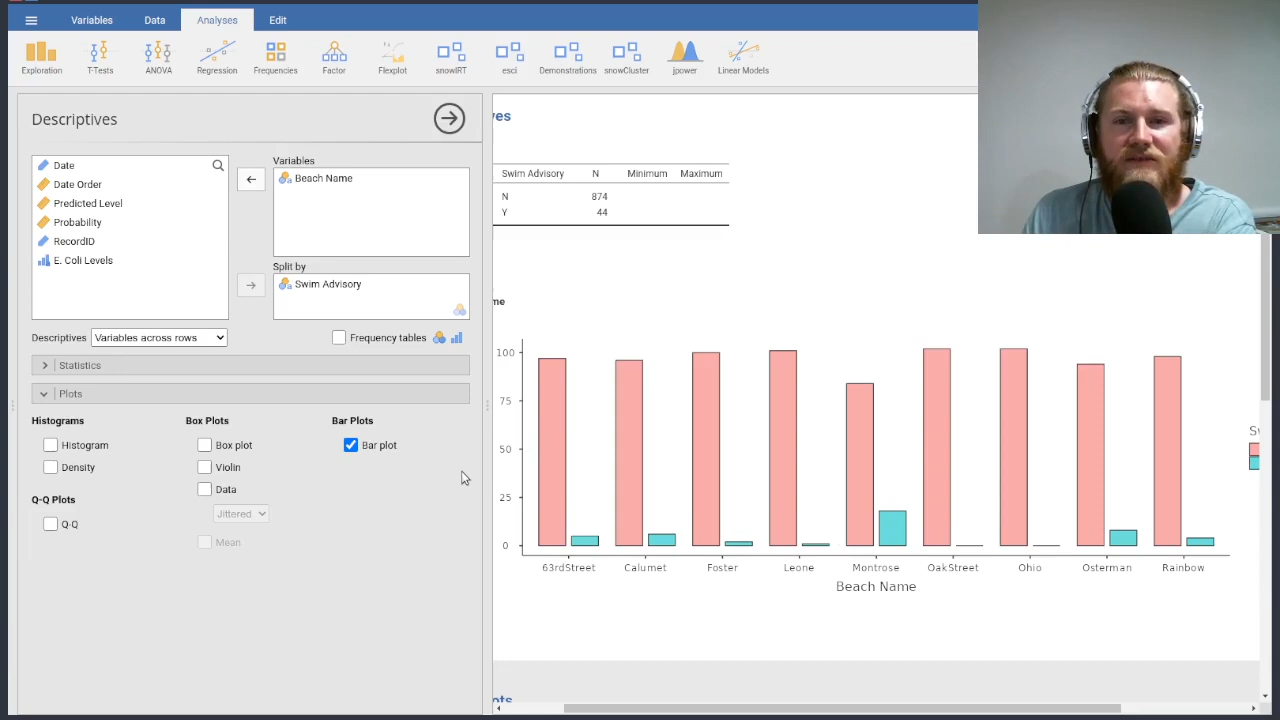 Variables Data Analyses Edit
Exploration T-Tests ANOVA Regression Frequencies Factor Flexplot snowIRT esci Demonstrations snowCluster jpower Linear Models
Descriptives
Date
Date Order
Predicted Level
Probability
RecordID
E. Coli Levels
Variables
Beach Name
Split by
Swim Advisory
Descriptives Variables across rows Frequency tables
Statistics
Plots
Histograms Box Plots Bar Plots
Histogram Box plot Bar plot
Density Violin
Data
Q-Q Plots
Jittered
Q-Q
Mean
ves
Swim Advisory N Minimum Maximum
N 874
Y 44
me
100
75
50
25
0
63rdStreet Calumet Foster Leone Montrose OakStreet Ohio Osterman Rainbow
Beach Name